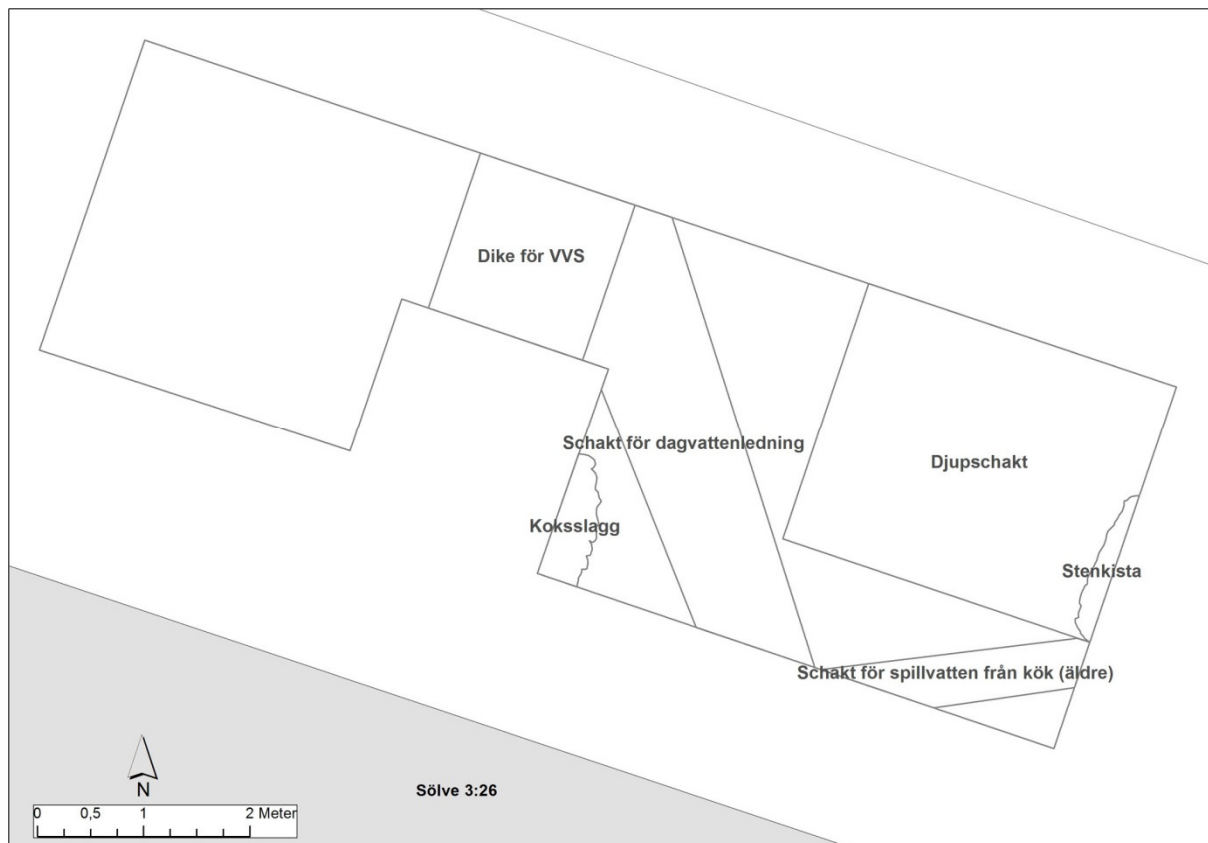 Dike för VVS
Schakt för dagvattenledning
Djupschakt
Koksslagg
Stenkista
Schakt för spillvatten från kök (äldre)
N
Sölve 3:26
0 0,5 1 2 Meter